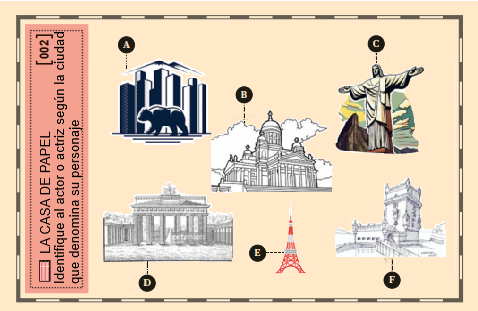 [002]
LA CASA DE PAPEL
Identifique al actor o actriz según la ciudad
que denomina su personaje
A
B
C
D
E
F